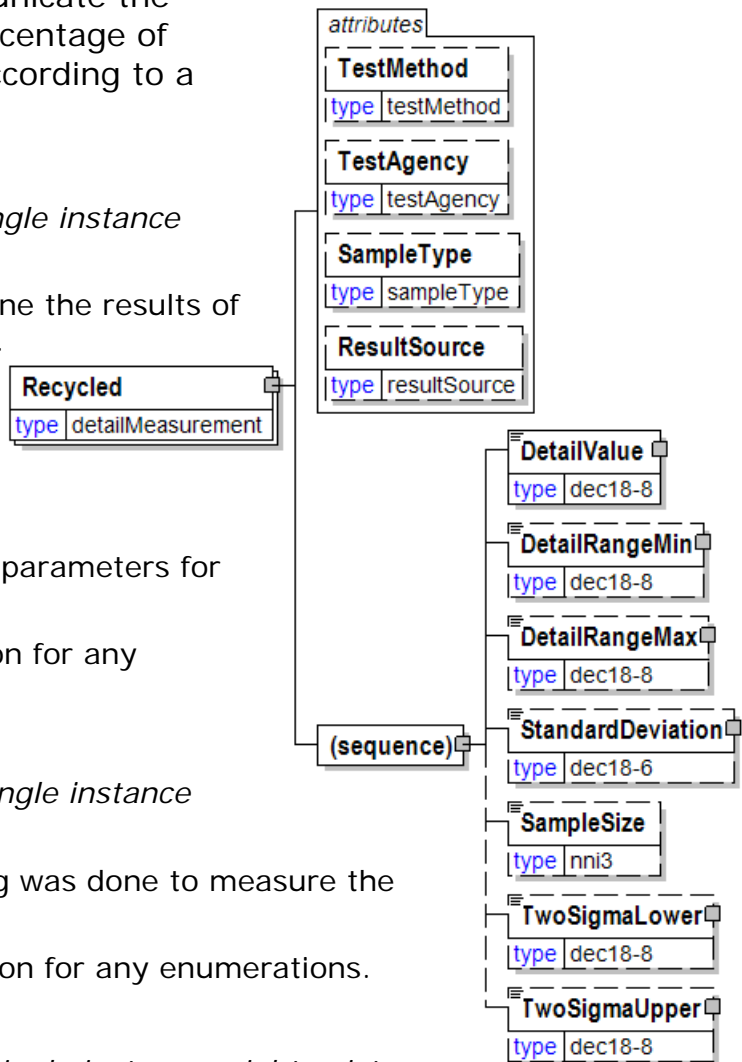 centage of
cording to a
ngle instance
ne the results of
parameters for
on for any
ngle instance
g was done to measure the
on for any enumerations.
attributes
TestMethod
type testMethod
TestAgency
type testAgency
SampleType
type sampleType
ResultSource
type resultSource
Recycled
type detailMeasurement
(sequence)
DetailValue
type dec18-8
DetailRangeMin
type dec18-8
DetailRangeMax
type dec18-8
StandardDeviation
type dec18-6
SampleSize
type nni3
TwoSigmaLower
type dec18-8
TwoSigmaUpper
type dec18-8